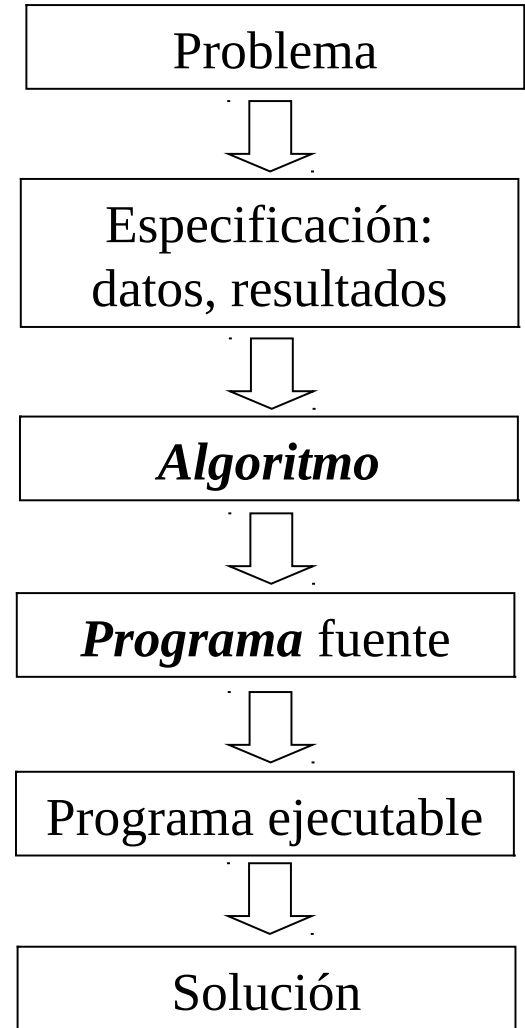 Problema
Especificación:
datos, resultados
Algoritmo
Programa fuente
Programa ejecutable
Solución